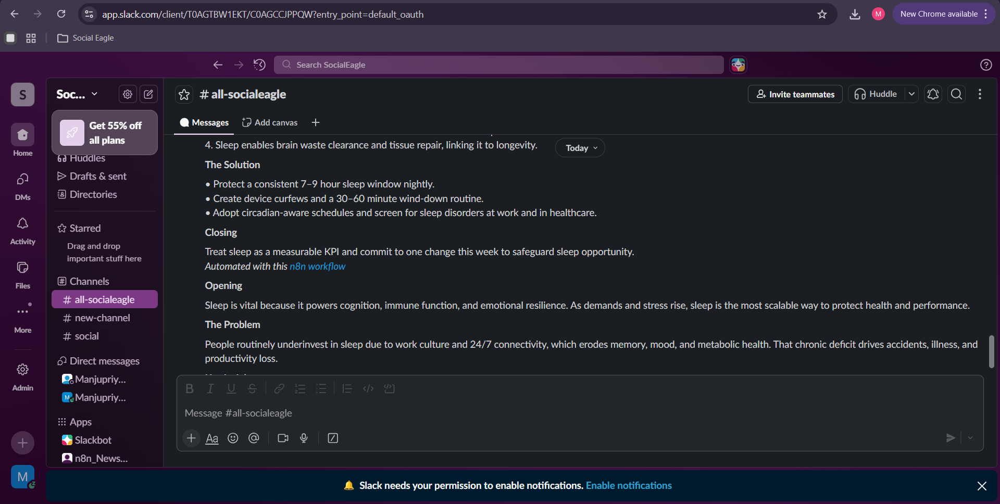 app.slack.com/client/T0AGTBW1EKT/C0AGCCJPPQW?entry_point=default_oauth
M
New Chrome available
Social Eagle
Search SocialEagle
S
Home
DMs
Activity
Files
More
Admin
M
Soc...
Get 55% off
all plans
Huddles
Drafts & sent
Directories
Starred
Drag and drop
important stuff here
Channels
# all-socialeagle
# new-channel
# social
Direct messages
Manjupriy...
M Manjupriy...
Apps
Slackbot
n8n_News...
# all-socialeagle
Invite teammates
Huddle
Messages
Add canvas
Today
4. Sleep enables brain waste clearance and tissue repair, linking it to longevity.
The Solution
• Protect a consistent 7–9 hour sleep window nightly.
• Create device curfews and a 30–60 minute wind-down routine.
• Adopt circadian-aware schedules and screen for sleep disorders at work and in healthcare.
Closing
Treat sleep as a measurable KPI and commit to one change this week to safeguard sleep opportunity.
Automated with this n8n workflow
Opening
Sleep is vital because it powers cognition, immune function, and emotional resilience. As demands and stress rise, sleep is the most scalable way to protect health and performance.
The Problem
People routinely underinvest in sleep due to work culture and 24/7 connectivity, which erodes memory, mood, and metabolic health. That chronic deficit drives accidents, illness, and
productivity loss.
B I U S
Message #all-socialeagle
Aa
Slack needs your permission to enable notifications. Enable notifications